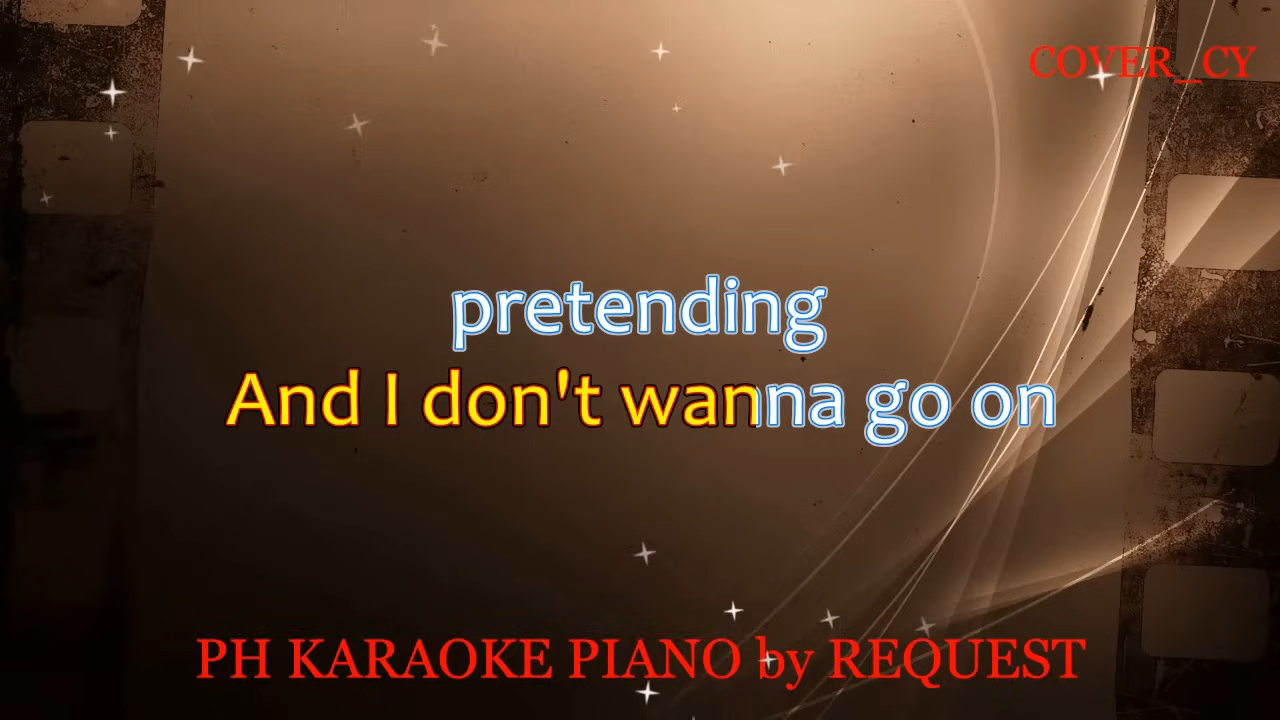 COVER_CY
pretending
And I don't wanna go on
PH KARAOKE PIANO by REQUEST